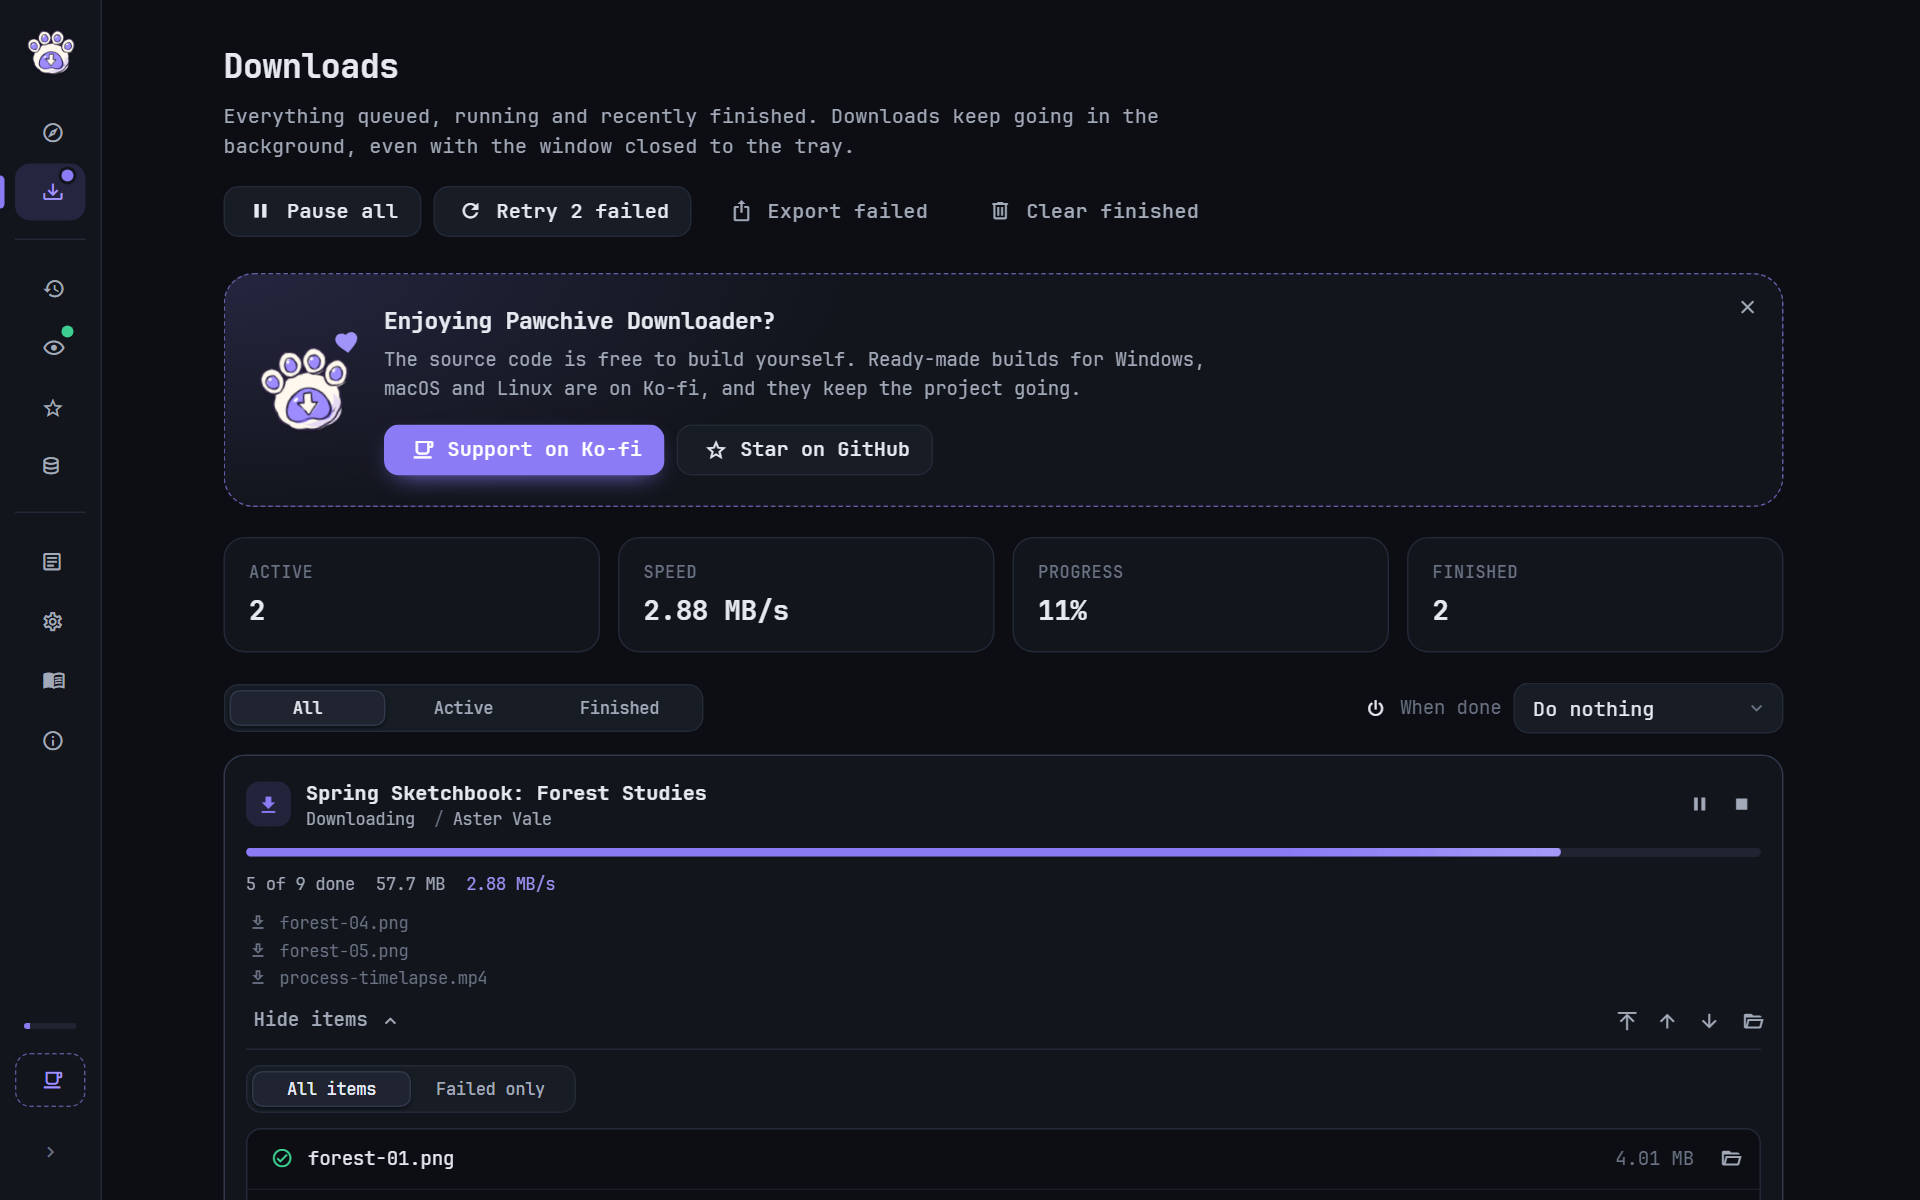 Downloads
Everything queued, running and recently finished. Downloads keep going in the
background, even with the window closed to the tray.
Pause all
Retry 2 failed
Export failed
Clear finished
Enjoying Pawchive Downloader?
The source code is free to build yourself. Ready-made builds for Windows,
macOS and Linux are on Ko-fi, and they keep the project going.
Support on Ko-fi
Star on GitHub
ACTIVE
2
SPEED
2.88 MB/s
PROGRESS
11%
FINISHED
2
All
Active
Finished
When done
Do nothing
Spring Sketchbook: Forest Studies
Downloading / Aster Vale
5 of 9 done 57.7 MB 2.88 MB/s
forest-04.png
forest-05.png
process-timelapse.mp4
Hide items
All items
Failed only
forest-01.png
4.01 MB